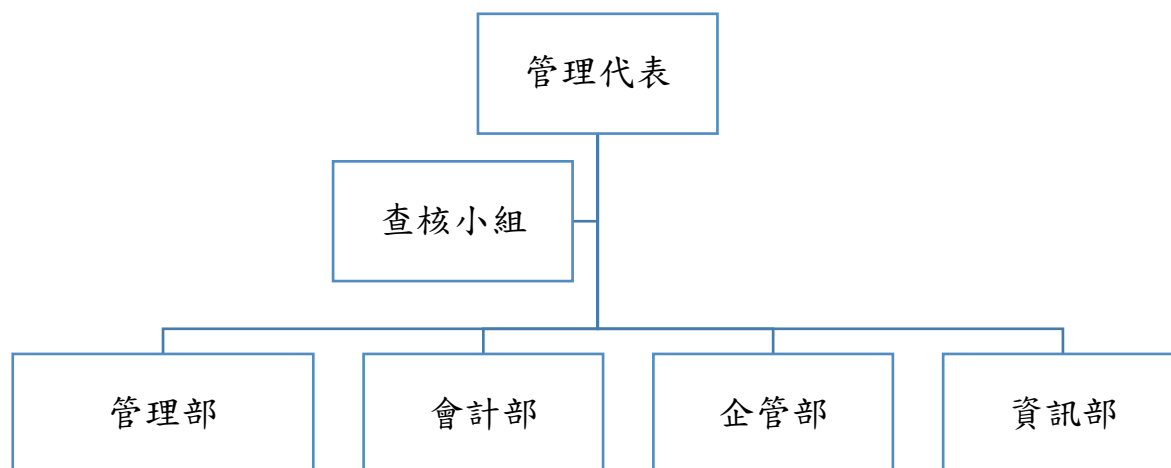 管理代表
查核小組
管理部
會計部
企管部
資訊部